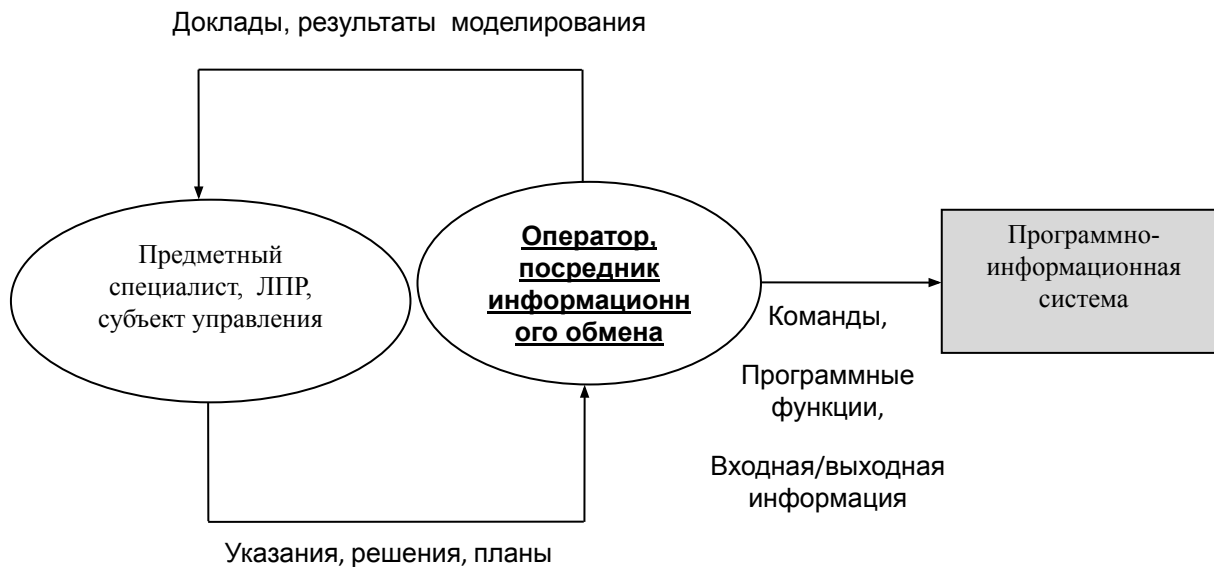 Доклады, результаты моделирования
Предметный
специалист, ЛПР,
субъект управления
Оператор,
посредник
информационн
ого обмена
Команды,
Программные
функции,
Входная/выходная
информация
Программно-
информационная
система
Указания, решения, планы